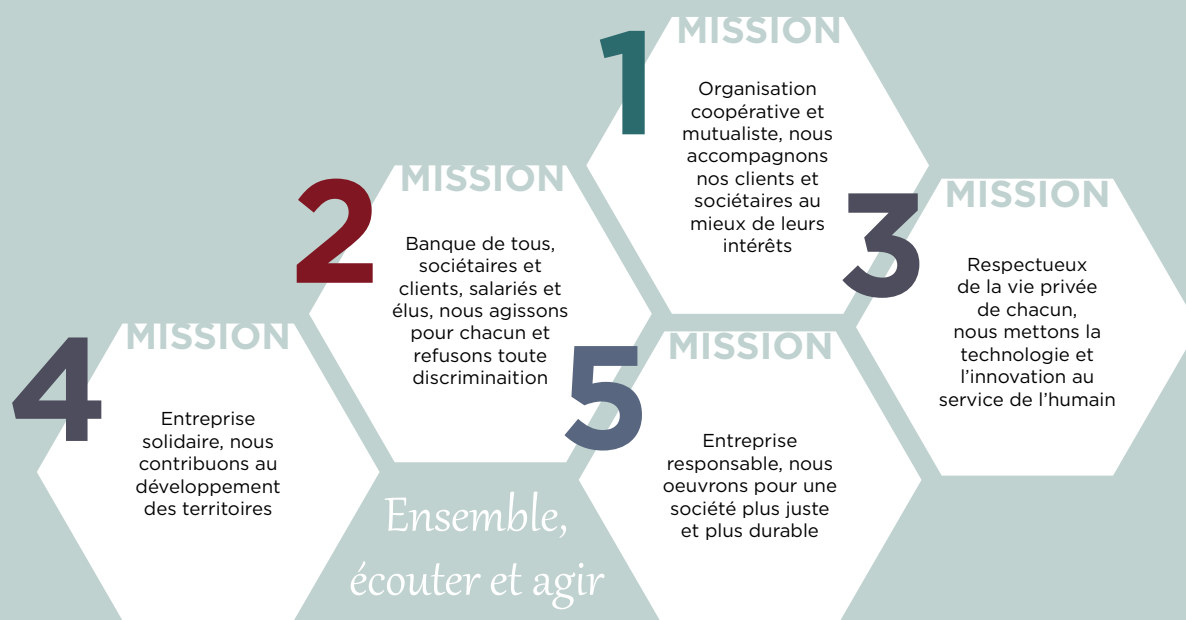 1
MISSION
Organisation
coopérative et
mutualiste, nous
accompagnons
nos clients et
sociétaires au
mieux de leurs
intérêts
2
MISSION
Banque de tous,
sociétaires et
clients, salariés et
élus, nous agissons
pour chacun et
refusons toute
discriminaition
3
MISSION
Respectueux
de la vie privée
de chacun,
nous mettons la
technologie et
l’innovation au
service de l’humain
4
MISSION
Entreprise
solidaire, nous
contribuons au
développement
des territoires
5
MISSION
Entreprise
responsable, nous
oeuvrons pour une
société plus juste
et plus durable
Ensemble,
écouter et agir